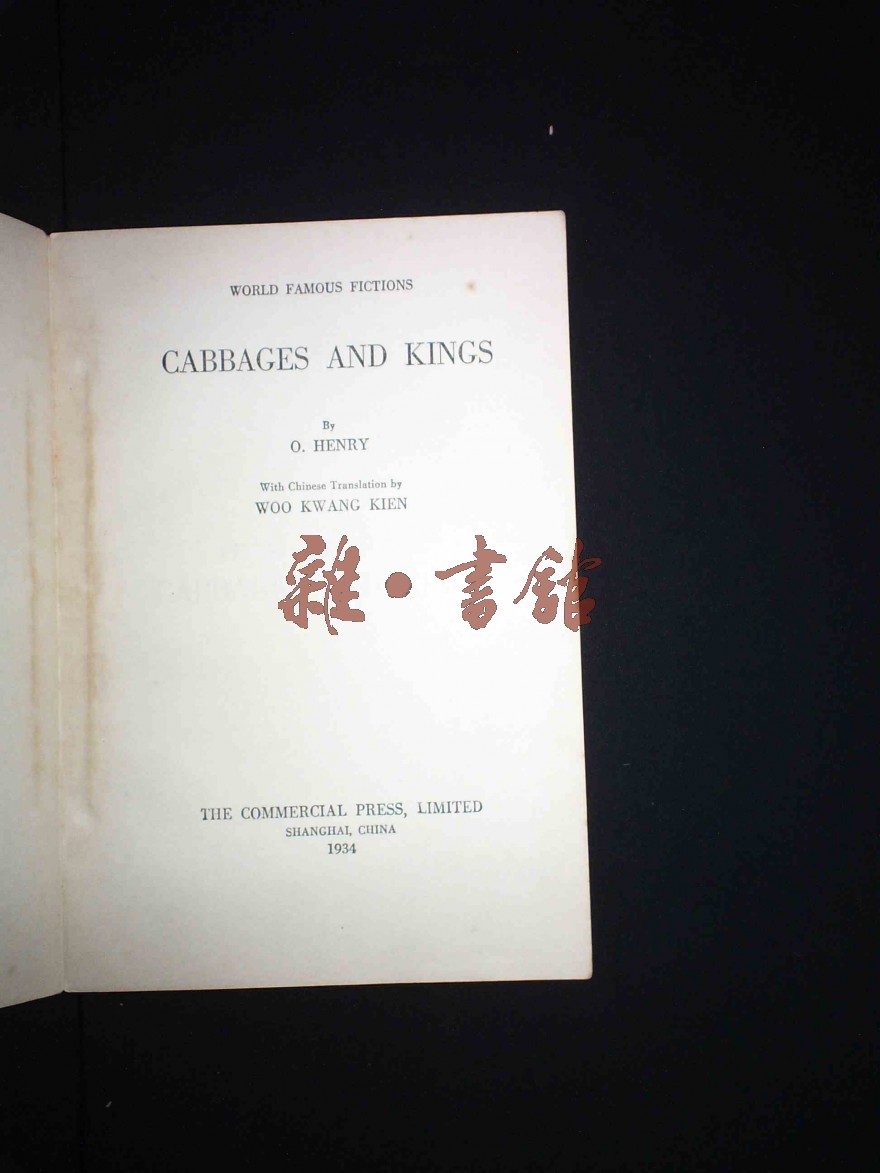 WORLD FAMOUS FICTIONS
CABBAGES AND KINGS
By
O. HENRY
With Chinese Translation by
WOO KWANG KIEN
雜·書館
THE COMMERCIAL PRESS, LIMITED
SHANGHAI, CHINA
1934